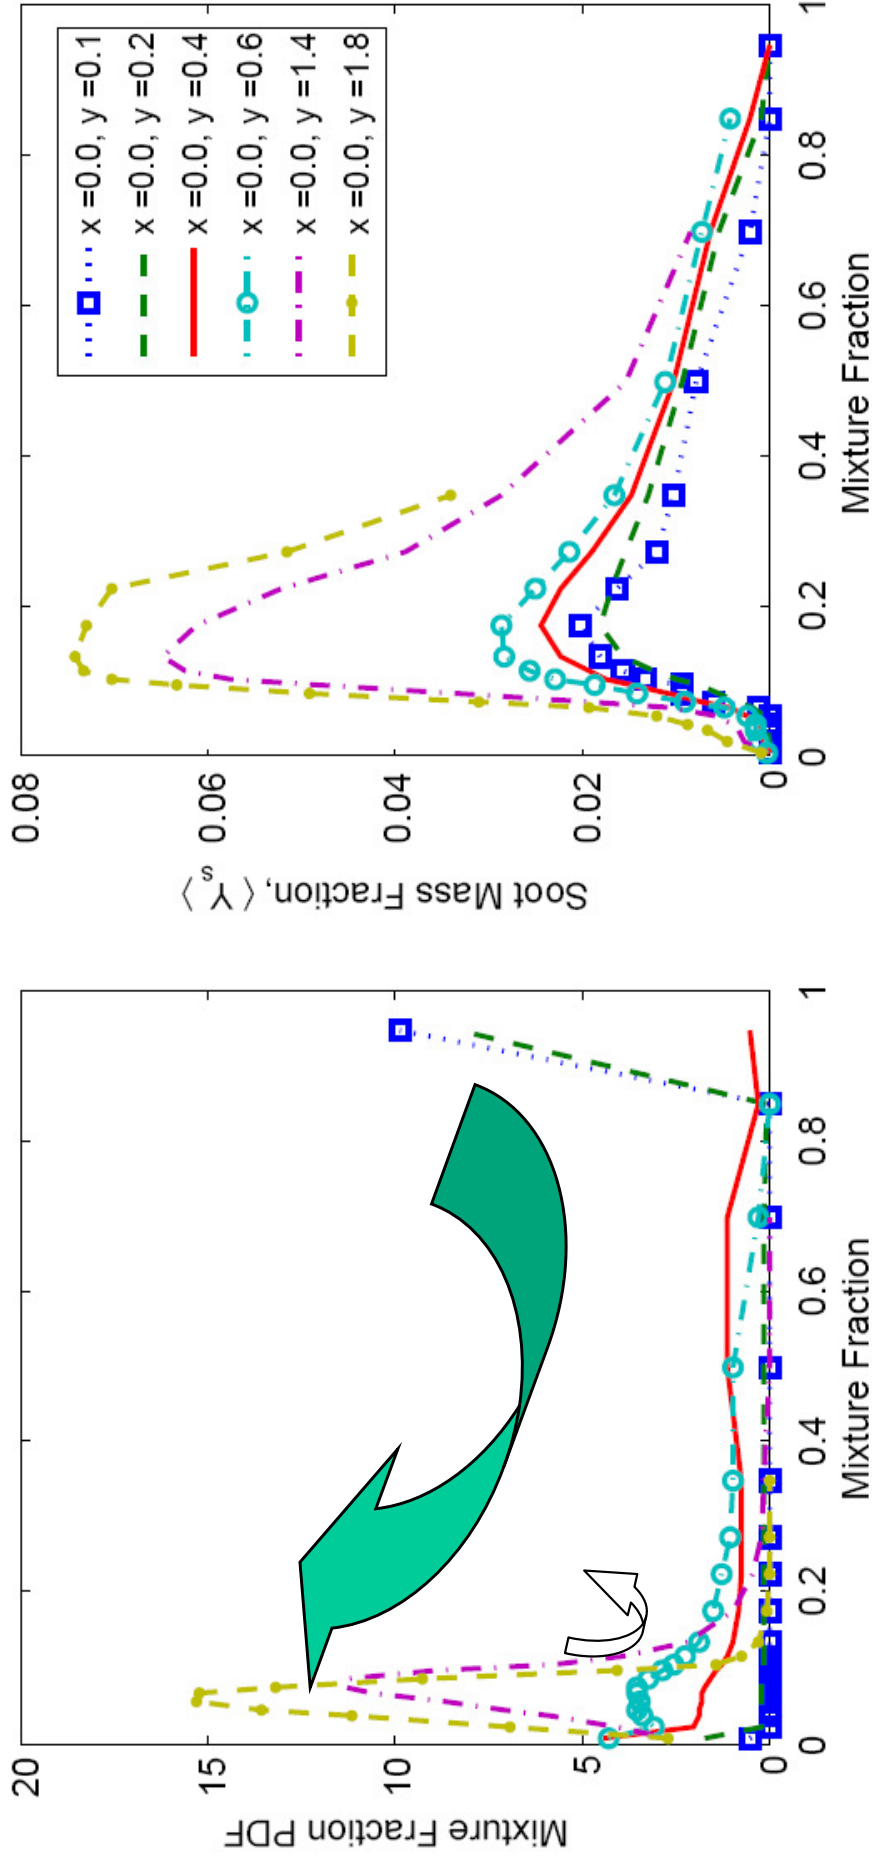 20
15
10
5
0
Mixture Fraction PDF
0
0.2
0.4
0.6
0.8
1
Mixture Fraction
0.08
0.06
0.04
0.02
0
Soot Mass Fraction, ⟨Y_s⟩
0
0.2
0.4
0.6
0.8
1
Mixture Fraction
x =0.0, y =0.1
x =0.0, y =0.2
x =0.0, y =0.4
x =0.0, y =0.6
x =0.0, y =1.4
x =0.0, y =1.8